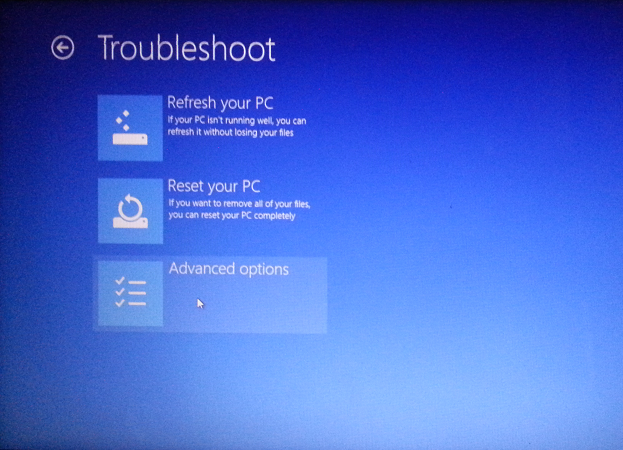 Troubleshoot
Refresh your PC
If your PC isn't running well, you can
refresh it without losing your files
Reset your PC
If you want to remove all of your files,
you can reset your PC completely
Advanced options